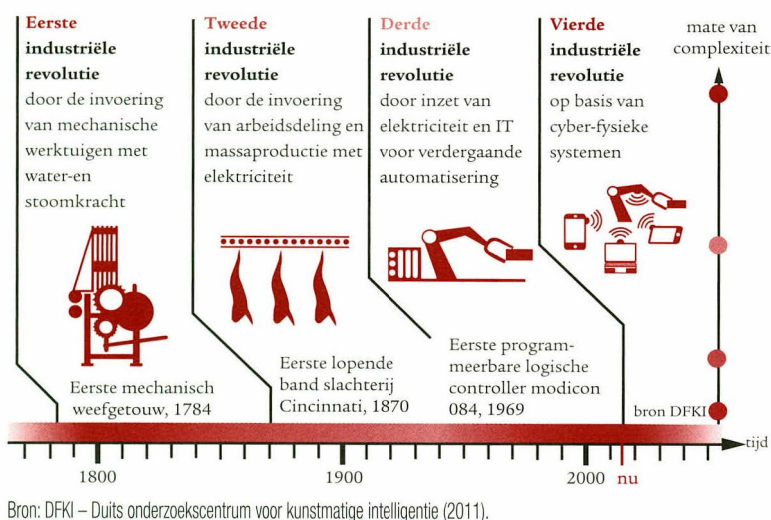 Eerste
industriële
revolutie
door de invoering
van mechanische
werktuigen met
water-en
stoomkracht
Tweede
industriële
revolutie
door de invoering
van arbeidsdeling en
massaproductie met
elektriciteit
Derde
industriële
revolutie
door inzet van
elektriciteit en IT
voor verdergaande
automatisering
Vierde
industriële
revolutie
op basis van
cyber-fysieke
systemen
mate van
complexiteit
Eerste mechanisch
weefgetouw, 1784
Eerste lopende
band slachterij
Cincinnati, 1870
Eerste program-
meerbare logische
controller modicon
084, 1969
bron DFKI
tijd
1800
1900
2000
nu
Bron: DFKI – Duits onderzoekscentrum voor kunstmatige intelligentie (2011).